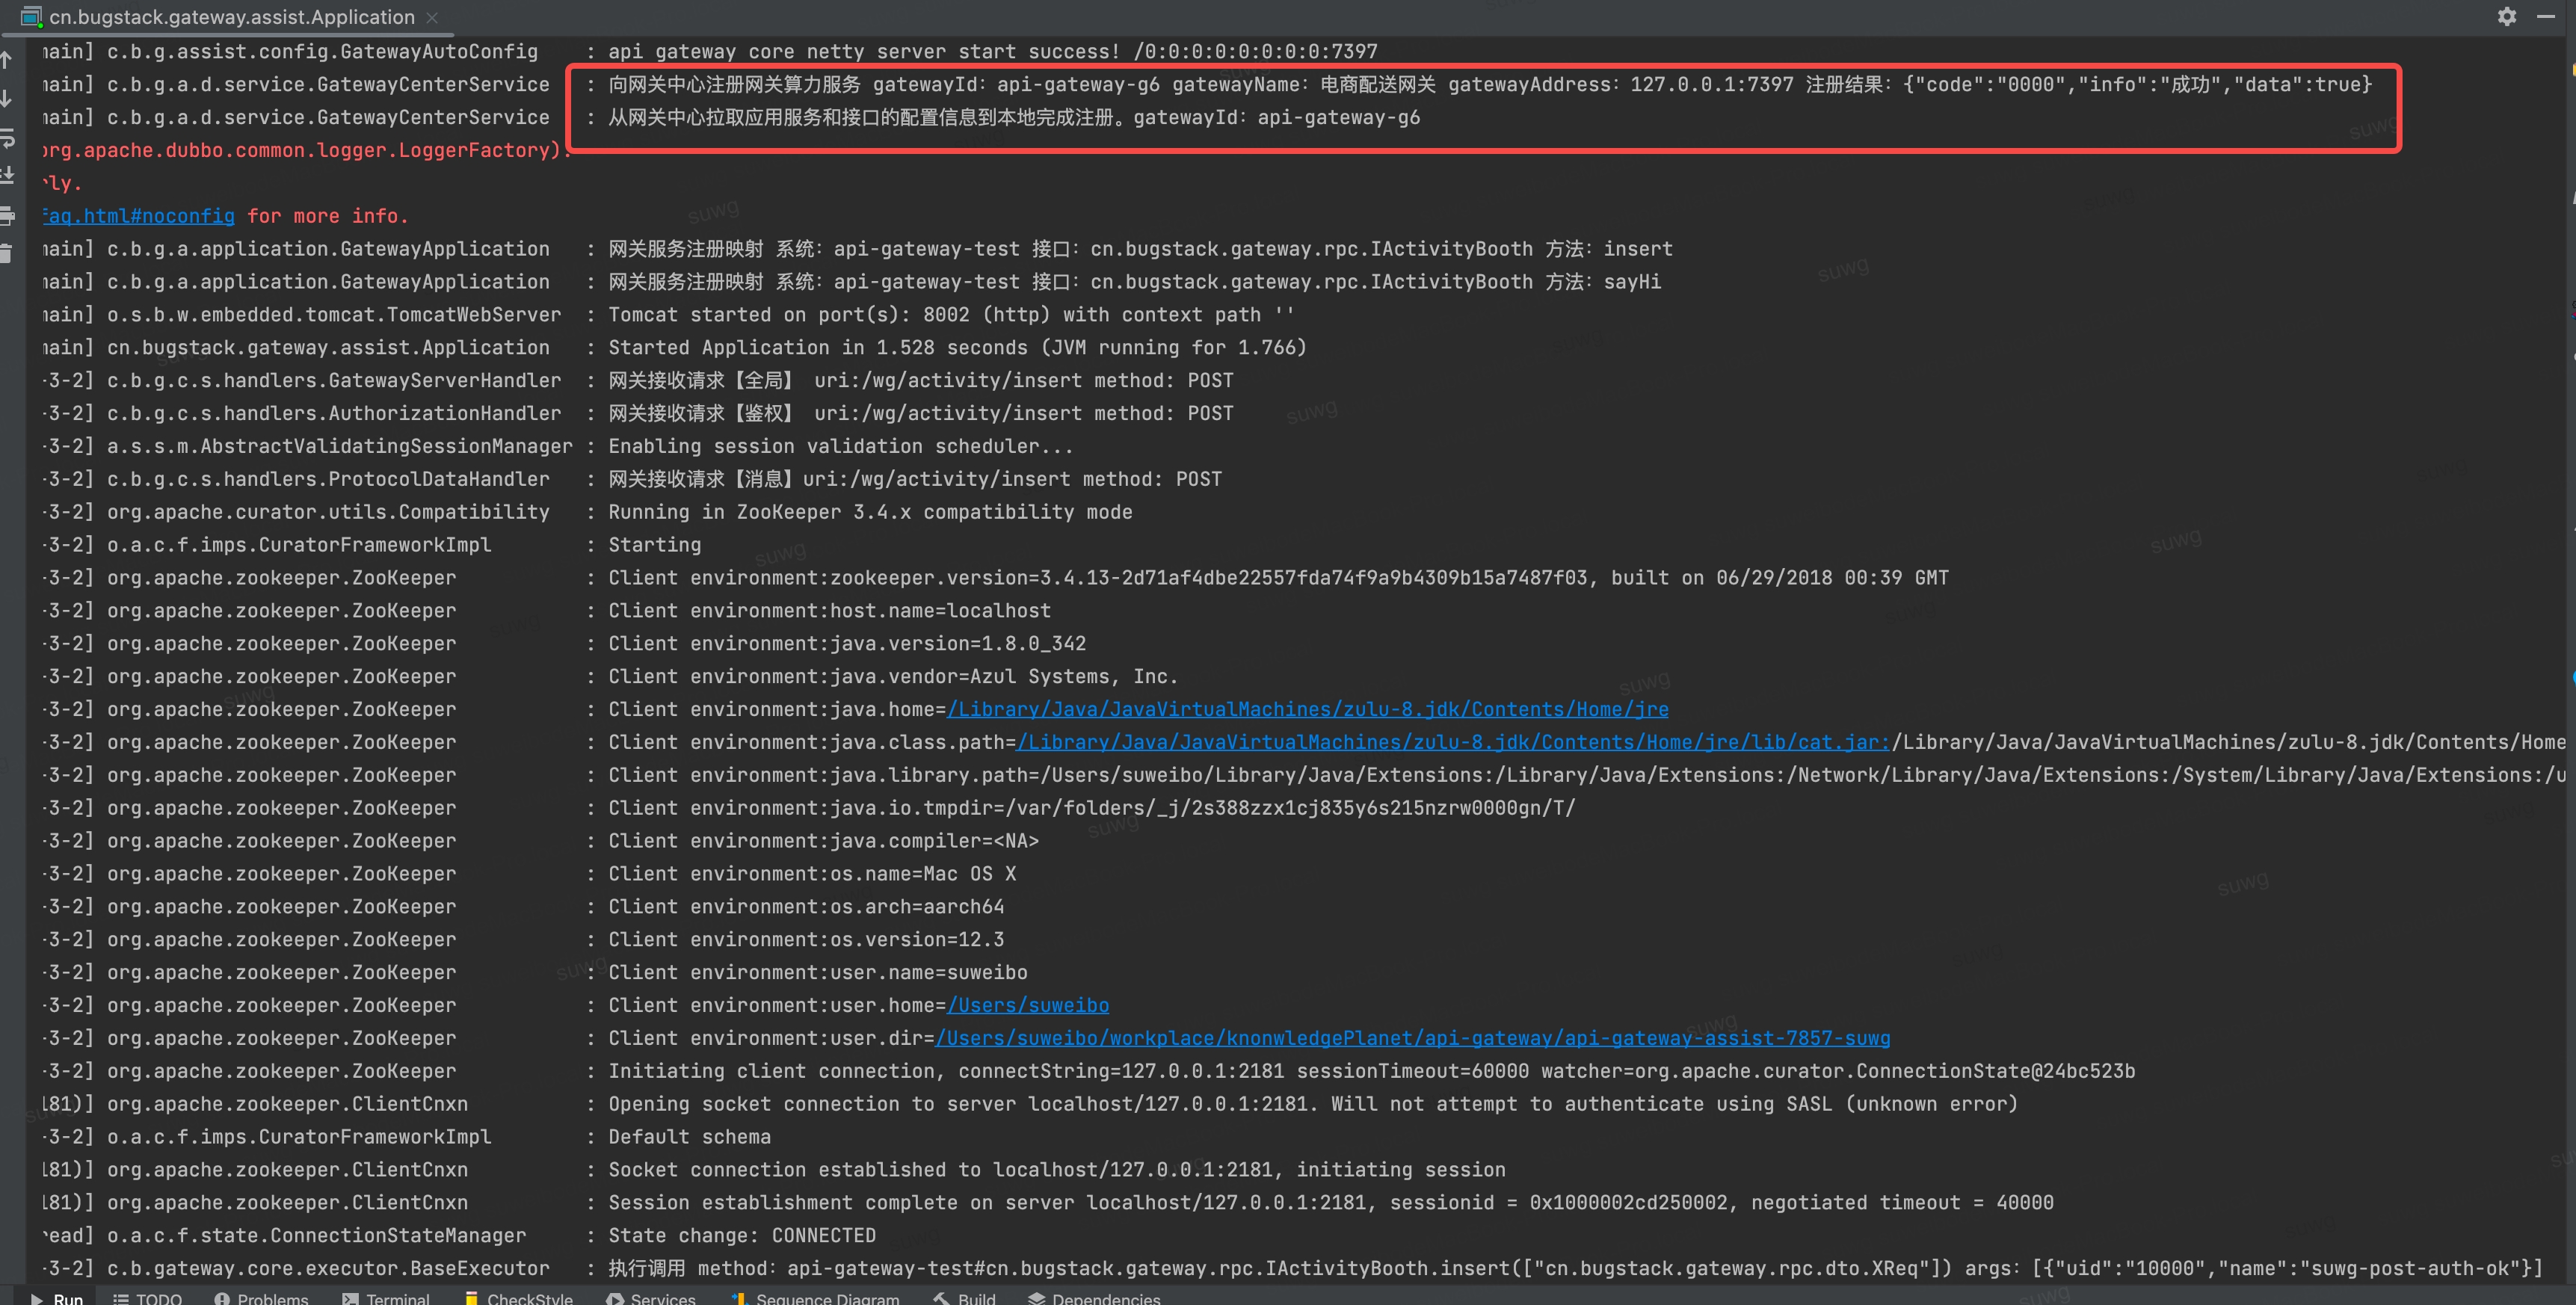 cn.bugstack.gateway.assist.Application
main] c.b.g.assist.config.GatewayAutoConfig : api gateway core netty server start success! /0:0:0:0:0:0:0:0:7397
main] c.b.g.a.d.service.GatewayCenterService : 向网关中心注册网关算力服务 gatewayId：api-gateway-g6 gatewayName：电商配送网关 gatewayAddress：127.0.0.1:7397 注册结果：{"code":"0000","info":"成功","data":true}
main] c.b.g.a.d.service.GatewayCenterService : 从网关中心拉取应用服务和接口的配置信息到本地完成注册。gatewayId：api-gateway-g6
org.apache.dubbo.common.logger.LoggerFactory).
rly.
faq.html#noconfig for more info.
main] c.b.g.a.application.GatewayApplication : 网关服务注册映射 系统：api-gateway-test 接口：cn.bugstack.gateway.rpc.IActivityBooth 方法：insert
main] c.b.g.a.application.GatewayApplication : 网关服务注册映射 系统：api-gateway-test 接口：cn.bugstack.gateway.rpc.IActivityBooth 方法：sayHi
main] o.s.b.w.embedded.tomcat.TomcatWebServer : Tomcat started on port(s): 8002 (http) with context path ''
main] cn.bugstack.gateway.assist.Application : Started Application in 1.528 seconds (JVM running for 1.766)
-3-2] c.b.g.c.s.handlers.GatewayServerHandler : 网关接收请求【全局】 uri:/wg/activity/insert method: POST
-3-2] c.b.g.c.s.handlers.AuthorizationHandler : 网关接收请求【鉴权】 uri:/wg/activity/insert method: POST
-3-2] a.s.s.m.AbstractValidatingSessionManager : Enabling session validation scheduler...
-3-2] c.b.g.c.s.handlers.ProtocolDataHandler : 网关接收请求【消息】uri:/wg/activity/insert method: POST
-3-2] org.apache.curator.utils.Compatibility : Running in ZooKeeper 3.4.x compatibility mode
-3-2] o.a.c.f.imps.CuratorFrameworkImpl : Starting
-3-2] org.apache.zookeeper.ZooKeeper : Client environment:zookeeper.version=3.4.13-2d71af4dbe22557fda74f9a9b4309b15a7487f03, built on 06/29/2018 00:39 GMT
-3-2] org.apache.zookeeper.ZooKeeper : Client environment:host.name=localhost
-3-2] org.apache.zookeeper.ZooKeeper : Client environment:java.version=1.8.0_342
-3-2] org.apache.zookeeper.ZooKeeper : Client environment:java.vendor=Azul Systems, Inc.
-3-2] org.apache.zookeeper.ZooKeeper : Client environment:java.home=/Library/Java/JavaVirtualMachines/zulu-8.jdk/Contents/Home/jre
-3-2] org.apache.zookeeper.ZooKeeper : Client environment:java.class.path=/Library/Java/JavaVirtualMachines/zulu-8.jdk/Contents/Home/jre/lib/cat.jar:/Library/Java/JavaVirtualMachines/zulu-8.jdk/Contents/Home
-3-2] org.apache.zookeeper.ZooKeeper : Client environment:java.library.path=/Users/suweibo/Library/Java/Extensions:/Library/Java/Extensions:/Network/Library/Java/Extensions:/System/Library/Java/Extensions:/u
-3-2] org.apache.zookeeper.ZooKeeper : Client environment:java.io.tmpdir=/var/folders/_j/2s388zzx1cj835y6s215nzrw0000gn/T/
-3-2] org.apache.zookeeper.ZooKeeper : Client environment:java.compiler=<NA>
-3-2] org.apache.zookeeper.ZooKeeper : Client environment:os.name=Mac OS X
-3-2] org.apache.zookeeper.ZooKeeper : Client environment:os.arch=aarch64
-3-2] org.apache.zookeeper.ZooKeeper : Client environment:os.version=12.3
-3-2] org.apache.zookeeper.ZooKeeper : Client environment:user.name=suweibo
-3-2] org.apache.zookeeper.ZooKeeper : Client environment:user.home=/Users/suweibo
-3-2] org.apache.zookeeper.ZooKeeper : Client environment:user.dir=/Users/suweibo/workplace/knonwledgePlanet/api-gateway/api-gateway-assist-7857-suwg
-3-2] org.apache.zookeeper.ZooKeeper : Initiating client connection, connectString=127.0.0.1:2181 sessionTimeout=60000 watcher=org.apache.curator.ConnectionState@24bc523b
181)] org.apache.zookeeper.ClientCnxn : Opening socket connection to server localhost/127.0.0.1:2181. Will not attempt to authenticate using SASL (unknown error)
-3-2] o.a.c.f.imps.CuratorFrameworkImpl : Default schema
181)] org.apache.zookeeper.ClientCnxn : Socket connection established to localhost/127.0.0.1:2181, initiating session
181)] org.apache.zookeeper.ClientCnxn : Session establishment complete on server localhost/127.0.0.1:2181, sessionid = 0x1000002cd250002, negotiated timeout = 40000
read] o.a.c.f.state.ConnectionStateManager : State change: CONNECTED
-3-2] c.b.gateway.core.executor.BaseExecutor : 执行调用 method：api-gateway-test#cn.bugstack.gateway.rpc.IActivityBooth.insert(["cn.bugstack.gateway.rpc.dto.XReq"]) args：[{"uid":"10000","name":"suwg-post-auth-ok"}]
Run TODO Problems Terminal CheckStyle Services Sequence Diagram Build Dependencies
suwg